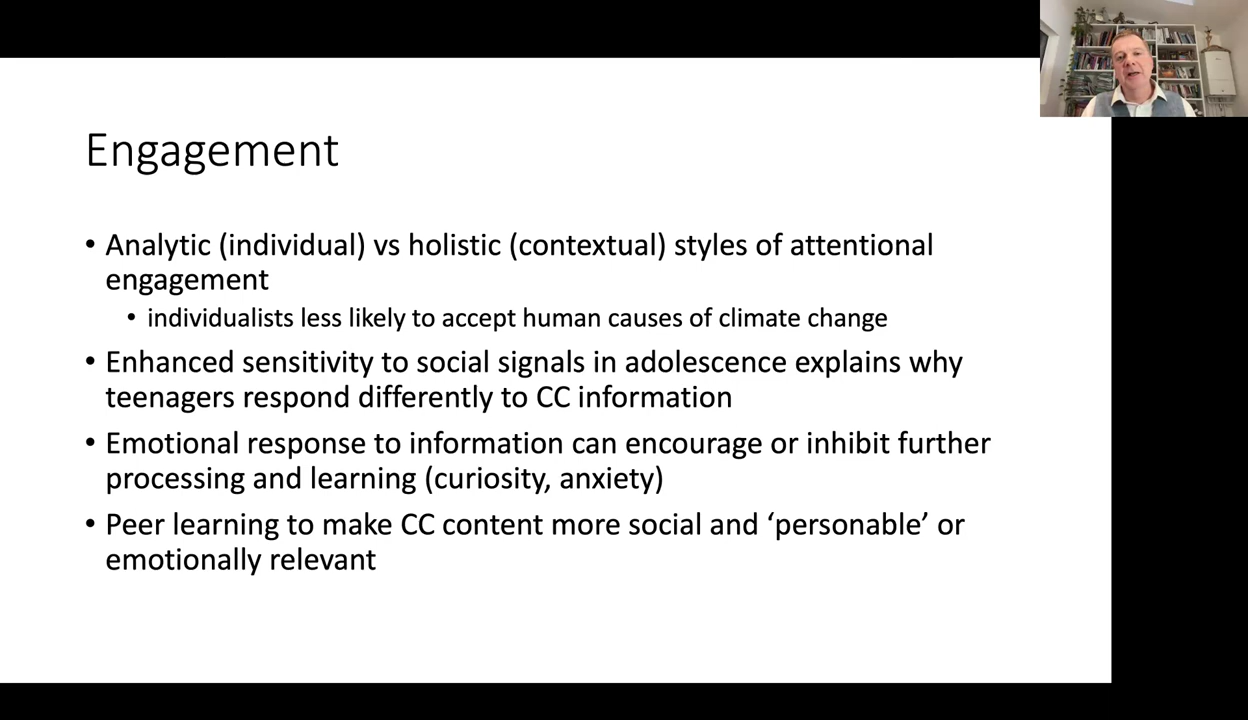 Engagement
• Analytic (individual) vs holistic (contextual) styles of attentional
engagement
• individualists less likely to accept human causes of climate change
• Enhanced sensitivity to social signals in adolescence explains why
teenagers respond differently to CC information
• Emotional response to information can encourage or inhibit further
processing and learning (curiosity, anxiety)
• Peer learning to make CC content more social and ‘personable’ or
emotionally relevant